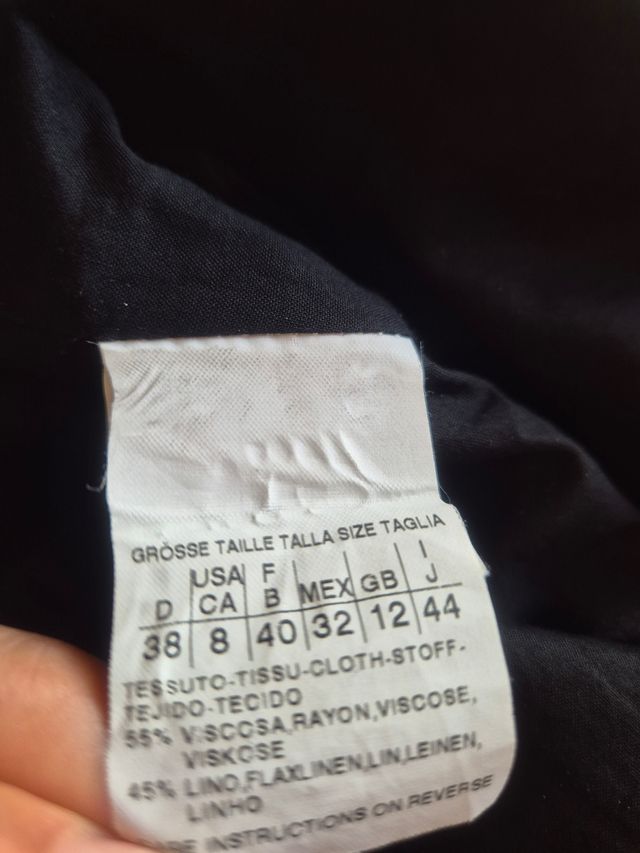 GRÖSSE TAILLE TALLA SIZE TAGLIA
D USA CA F B MEX GB I J
38 8 40 32 12 44
TESSUTO-TISSU-CLOTH-STOFF-
TEJIDO-TECIDO
55% VISCOSA,RAYON,VISCOSE,
VISKOSE
45% LINO,FLAXLINEN,LIN,LEINEN,
LINHO
INSTRUCTIONS ON REVERSE